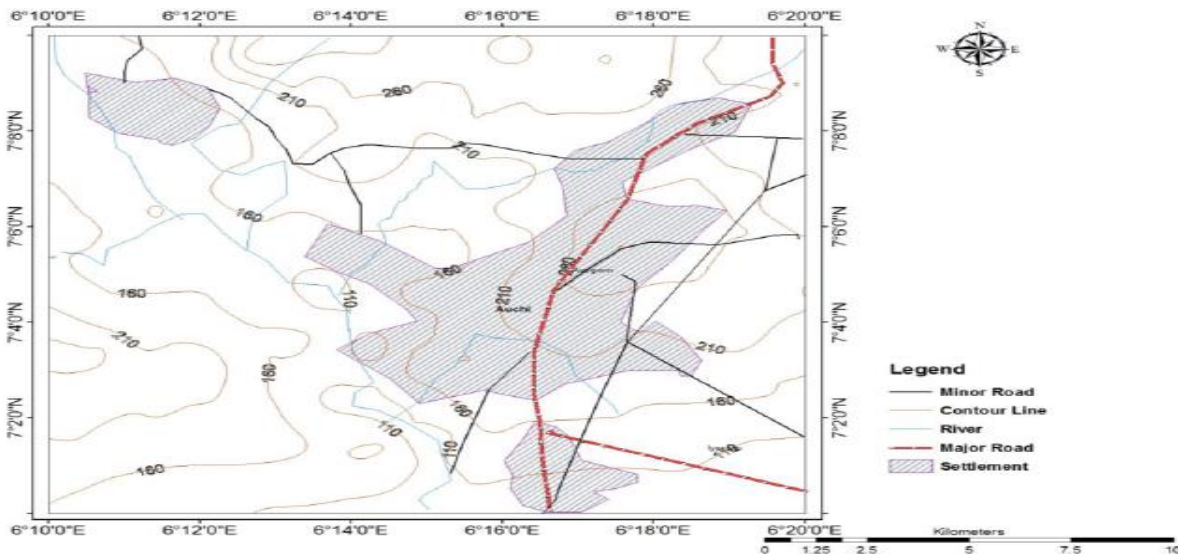 6°10'0"E 6°12'0"E 6°14'0"E 6°16'0"E 6°18'0"E 6°20'0"E
N
W E
S
7°8'0"N 7°8'0"N
7°6'0"N 7°6'0"N
7°4'0"N 7°4'0"N
7°2'0"N 7°2'0"N
260
260
210
210
210
210
160
160
160
110
260
210
Auchi
210
210
160
160
160
110
110
160
110
Legend
Minor Road
Contour Line
River
Major Road
Settlement
6°10'0"E 6°12'0"E 6°14'0"E 6°16'0"E 6°18'0"E 6°20'0"E
Kilometers
0 1.25 2.5 5 7.5 10